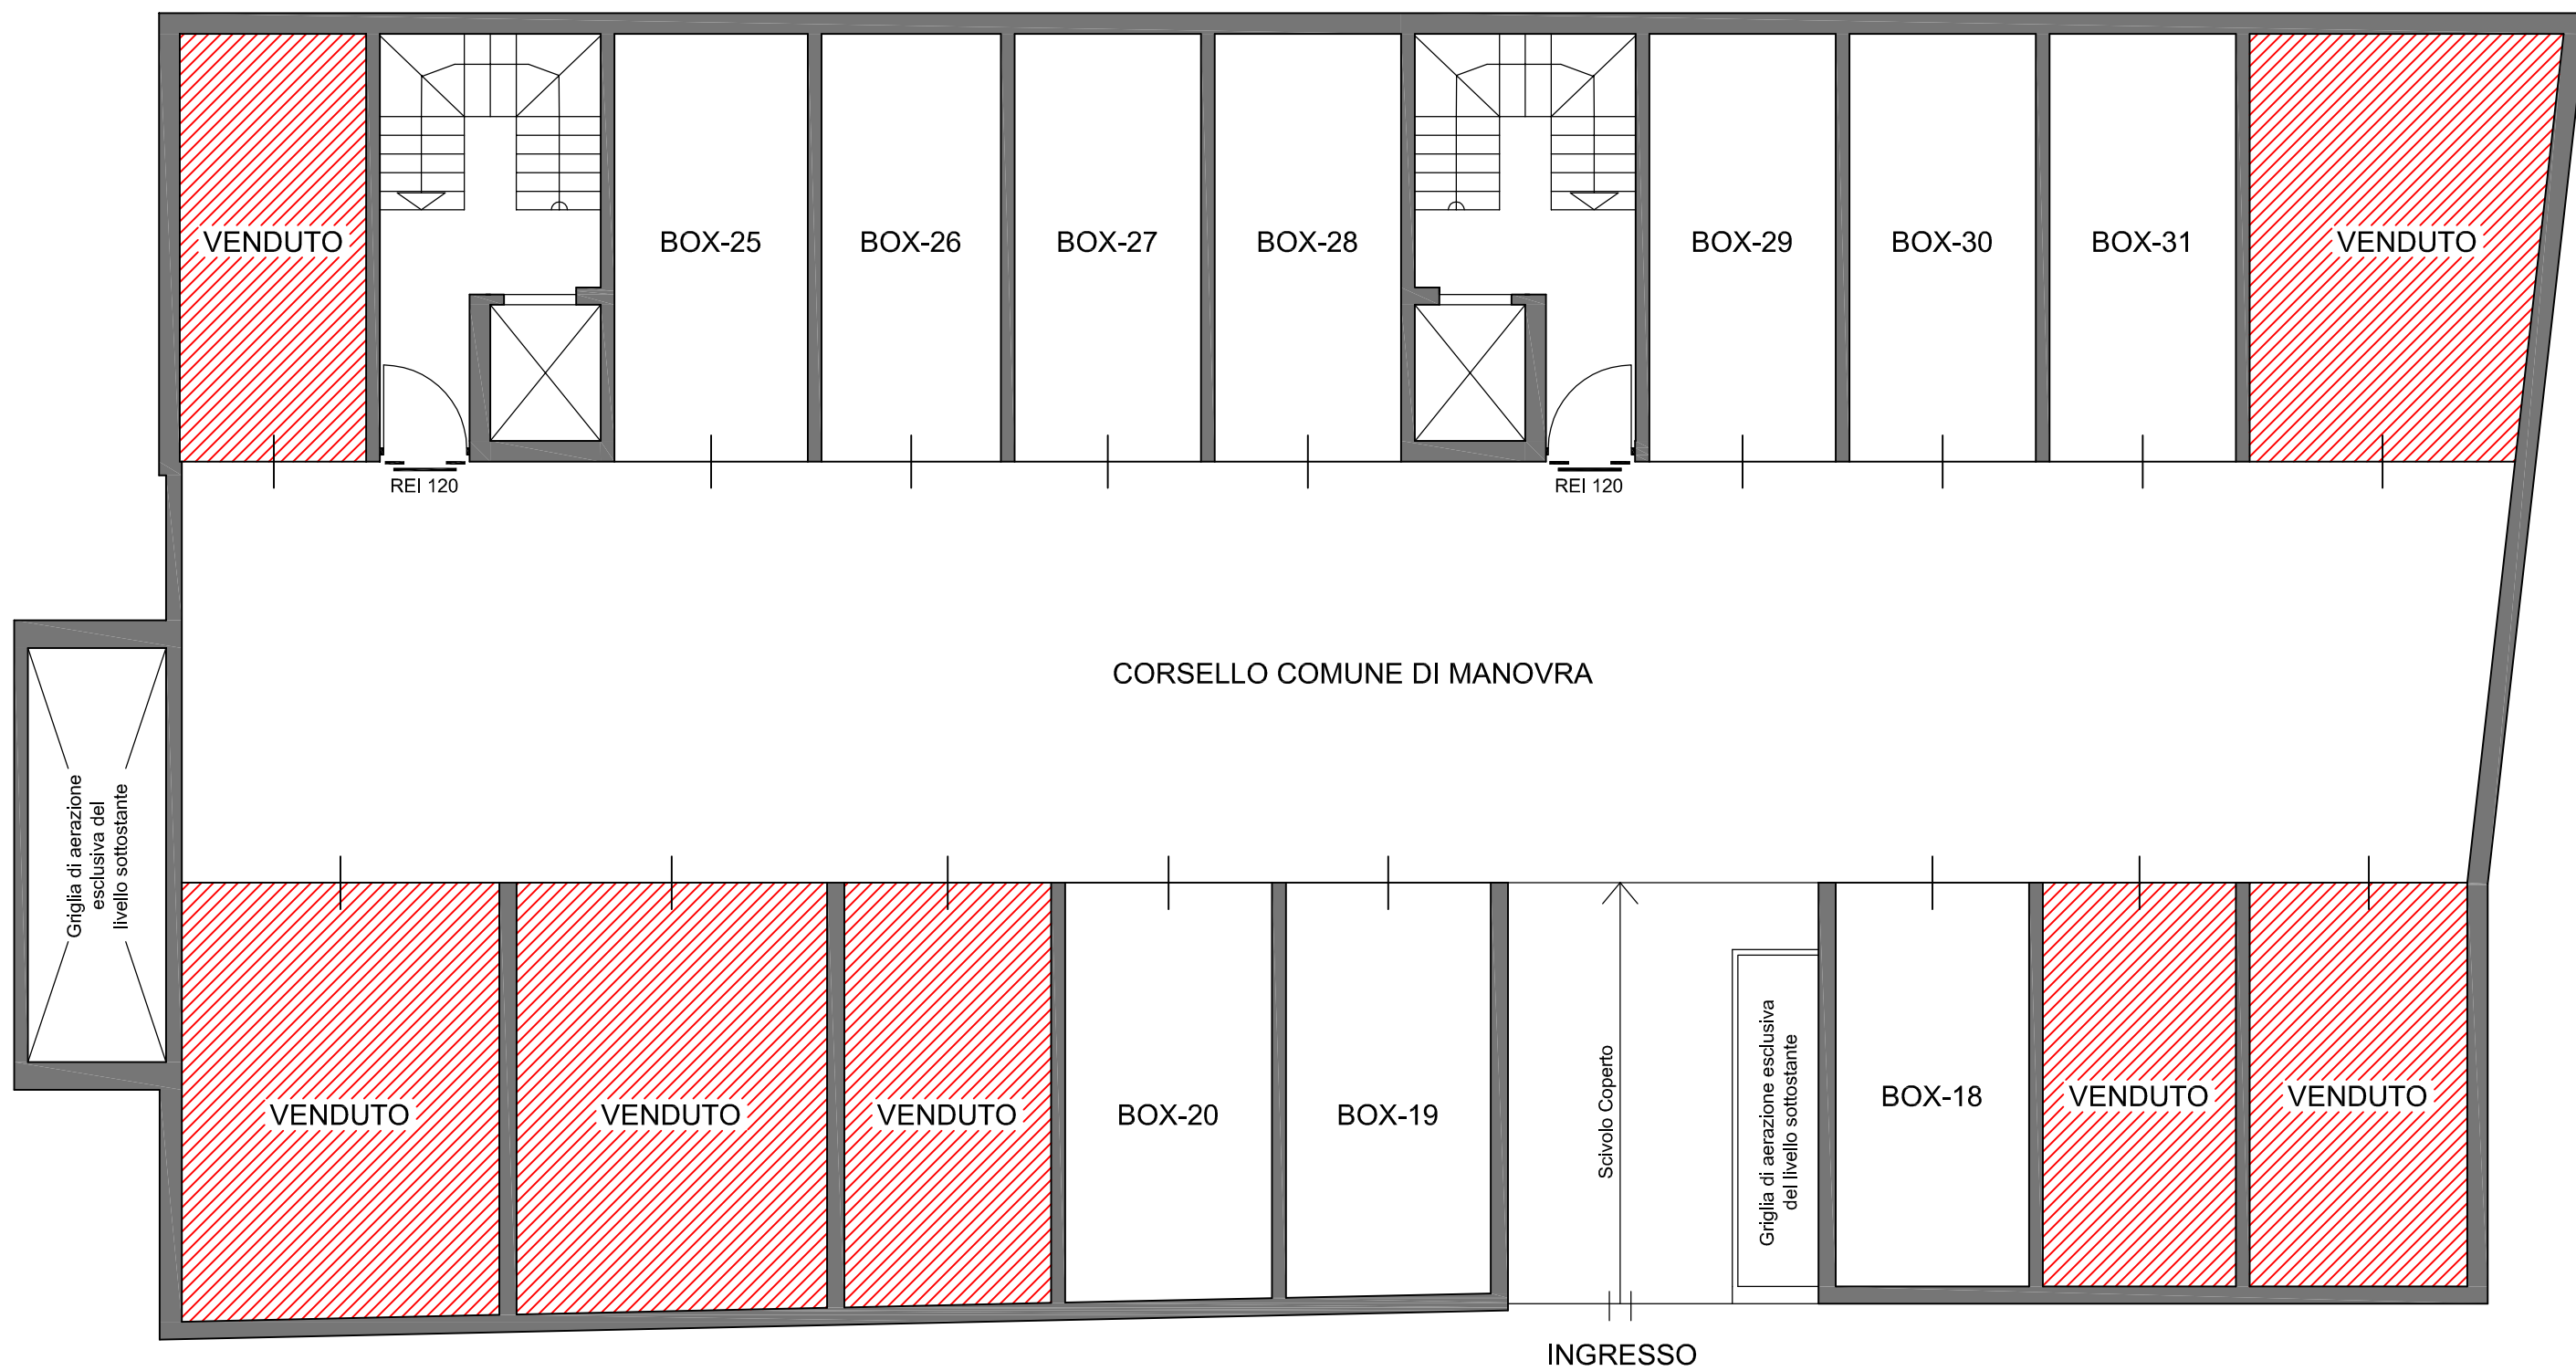 VENDUTO
BOX-25
BOX-26
BOX-27
BOX-28
BOX-29
BOX-30
BOX-31
VENDUTO
REI 120
REI 120
CORSELLO COMUNE DI MANOVRA
Griglia di aerazione
esclusiva del
livello sottostante
VENDUTO
VENDUTO
VENDUTO
BOX-20
BOX-19
Scivolo Coperto
Griglia di aerazione esclusiva
del livello sottostante
BOX-18
VENDUTO
VENDUTO
INGRESSO